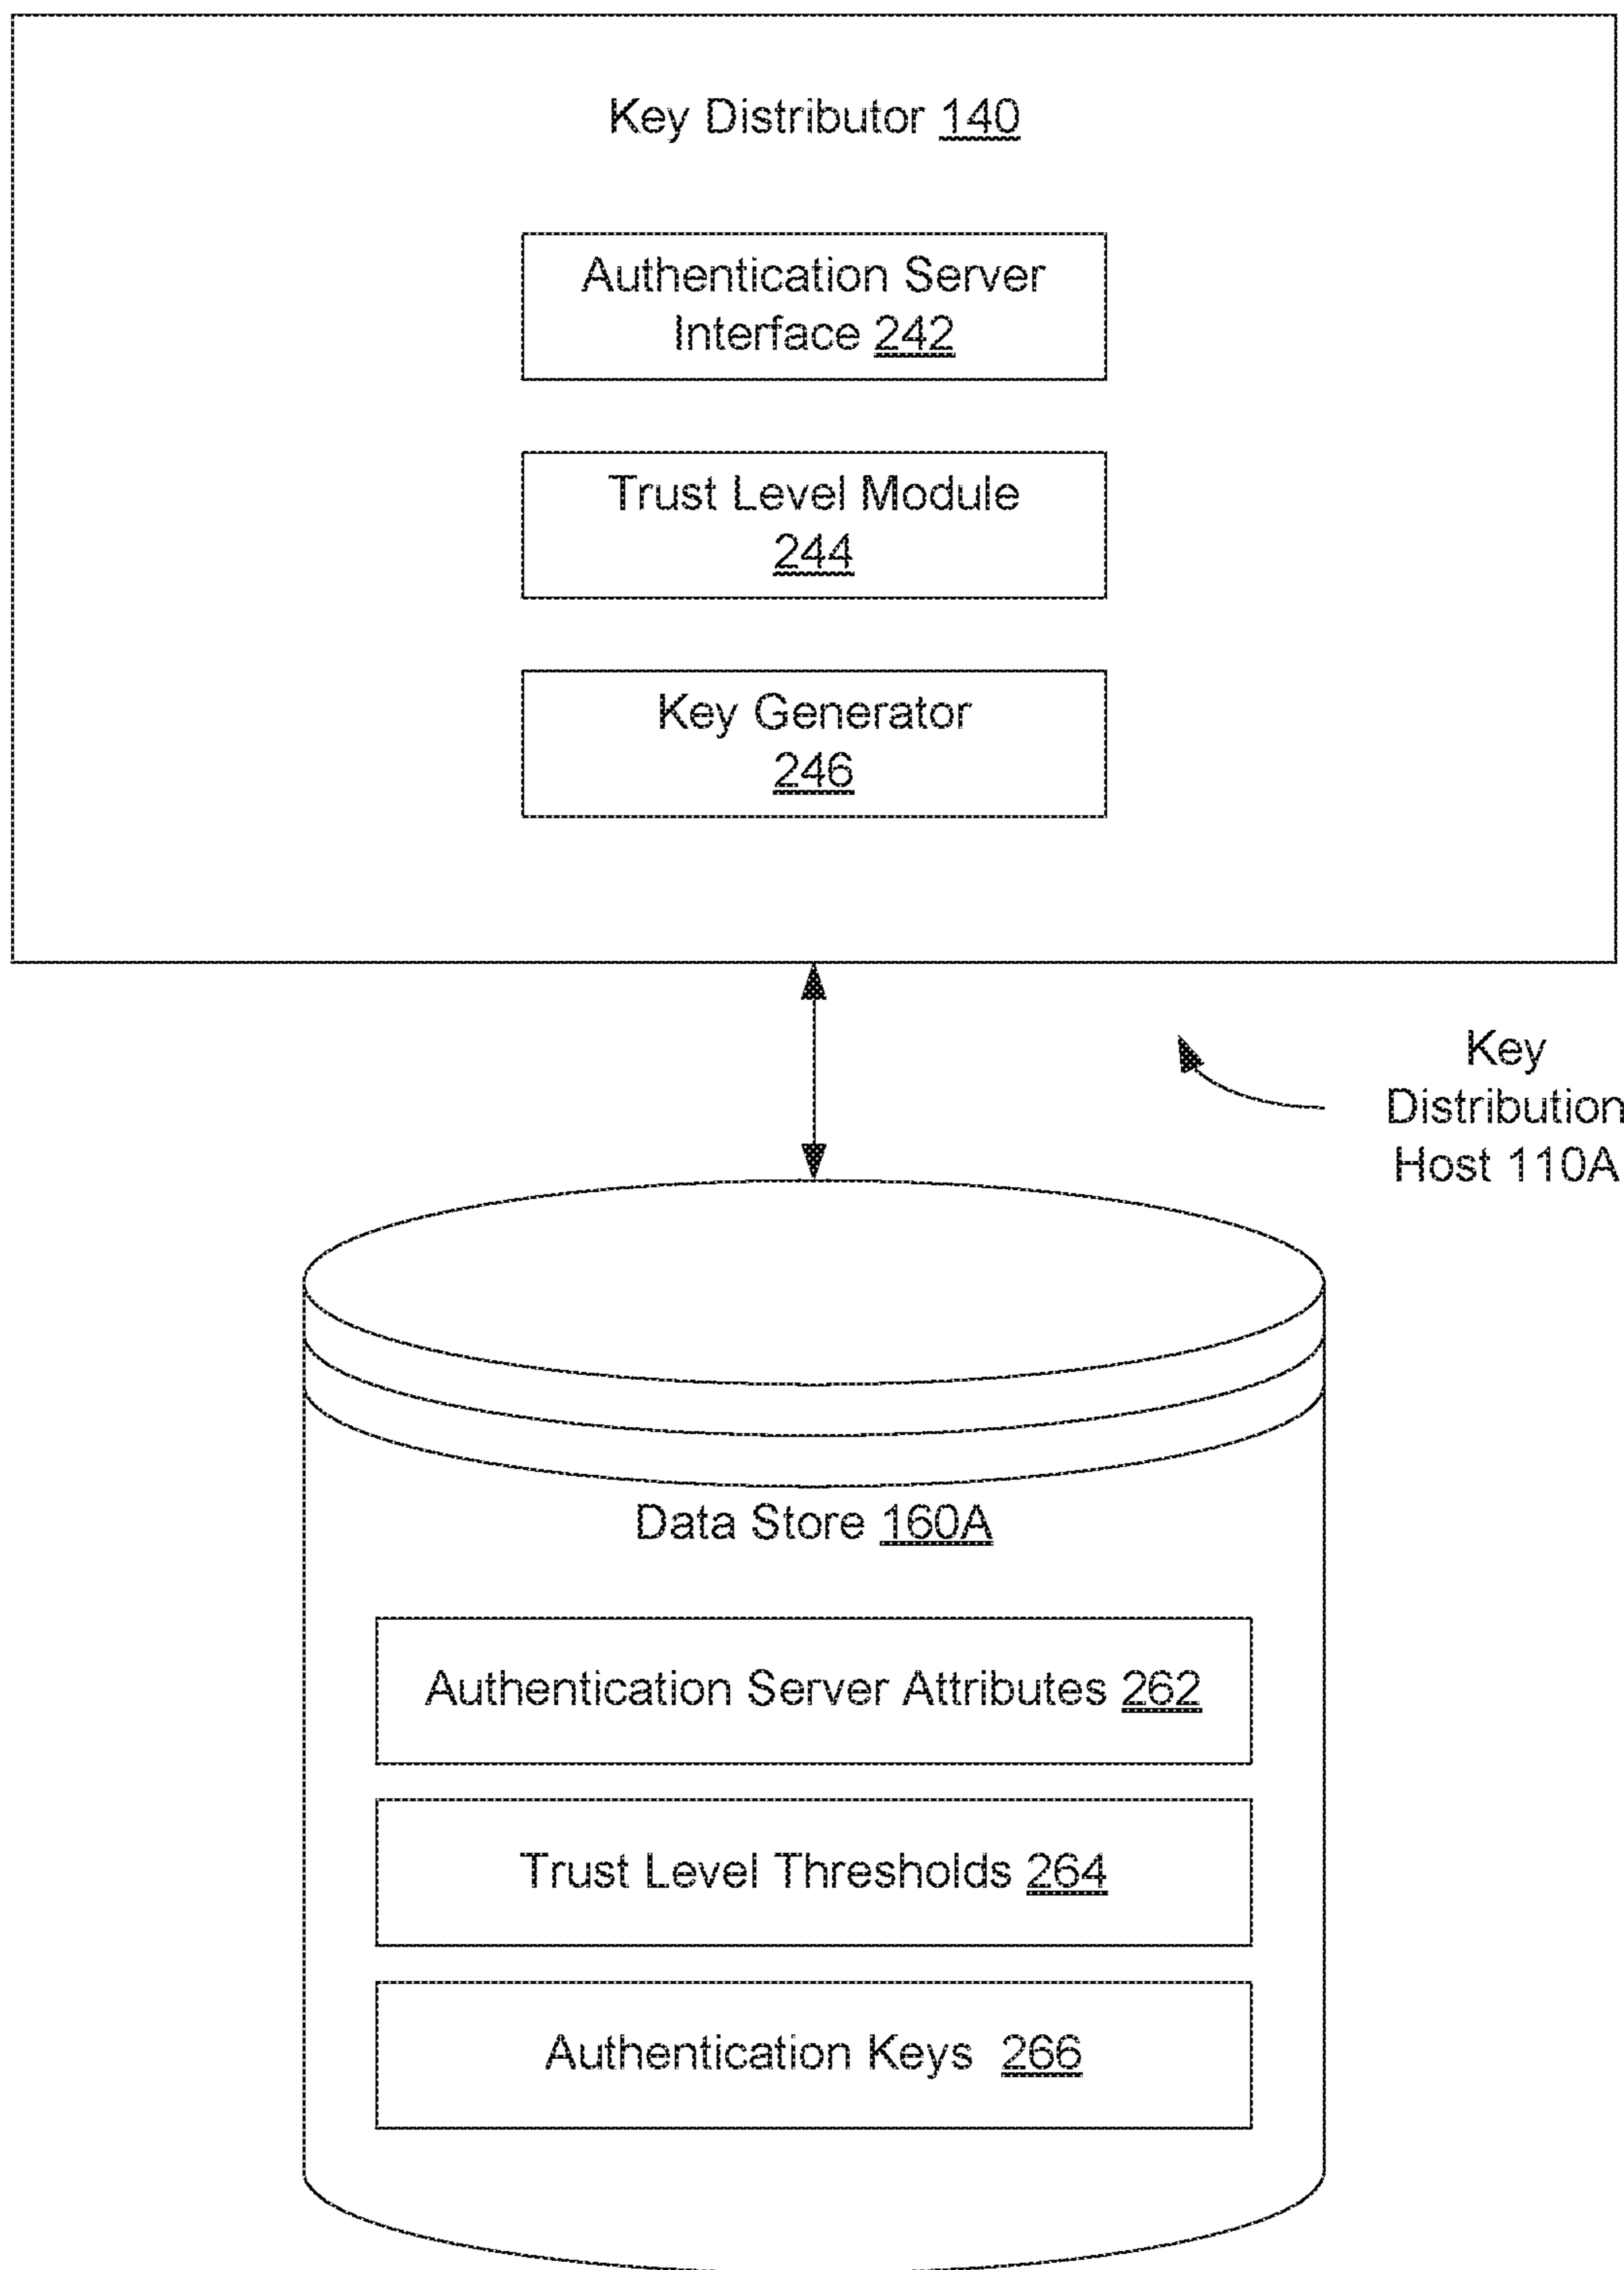 Key Distributor 140
Authentication Server
Interface 242
Trust Level Module
244
Key Generator
246
Key
Distribution
Host 110A
Data Store 160A
Authentication Server Attributes 262
Trust Level Thresholds 264
Authentication Keys 266